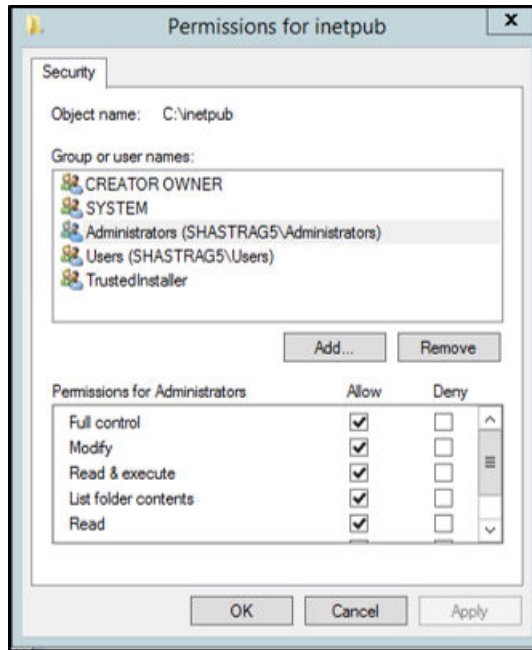 Permissions for inetpub
x
Security
Object name: C:\inetpub
Group or user names:
CREATOR OWNER
SYSTEM
Administrators (SHASTRAG5\Administrators)
Users (SHASTRAG5\Users)
TrustedInstaller
Add... Remove
Permissions for Administrators Allow Deny
Full control
Modify
Read & execute
List folder contents
Read
OK Cancel Apply